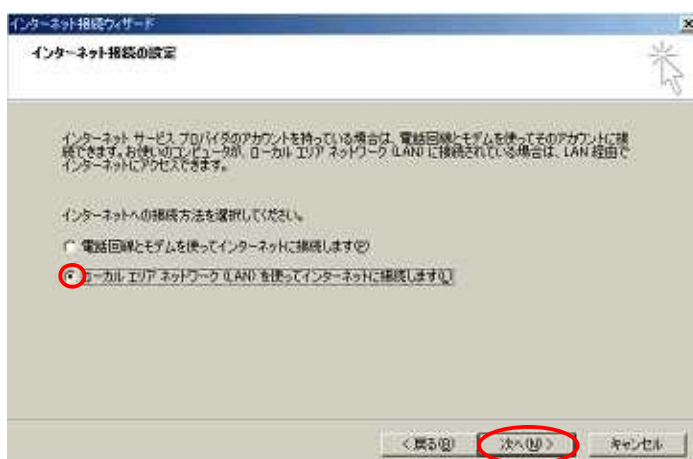 インターネット接続ウィザード
インターネット接続の設定
インターネット サービス プロバイダのアカウントを持っている場合は、電話回線とモデムを使ってそのアカウントに接
続できます。お使いのコンピュータが、ローカル エリア ネットワーク (LAN) に接続されている場合は、LAN 経由で
インターネットにアクセスできます。
インターネットへの接続方法を選択してください。
電話回線とモデムを使ってインターネットに接続します(P)
ローカル エリア ネットワーク (LAN) を使ってインターネットに接続します(L)
< 戻る(B)
次へ(N) >
キャンセル